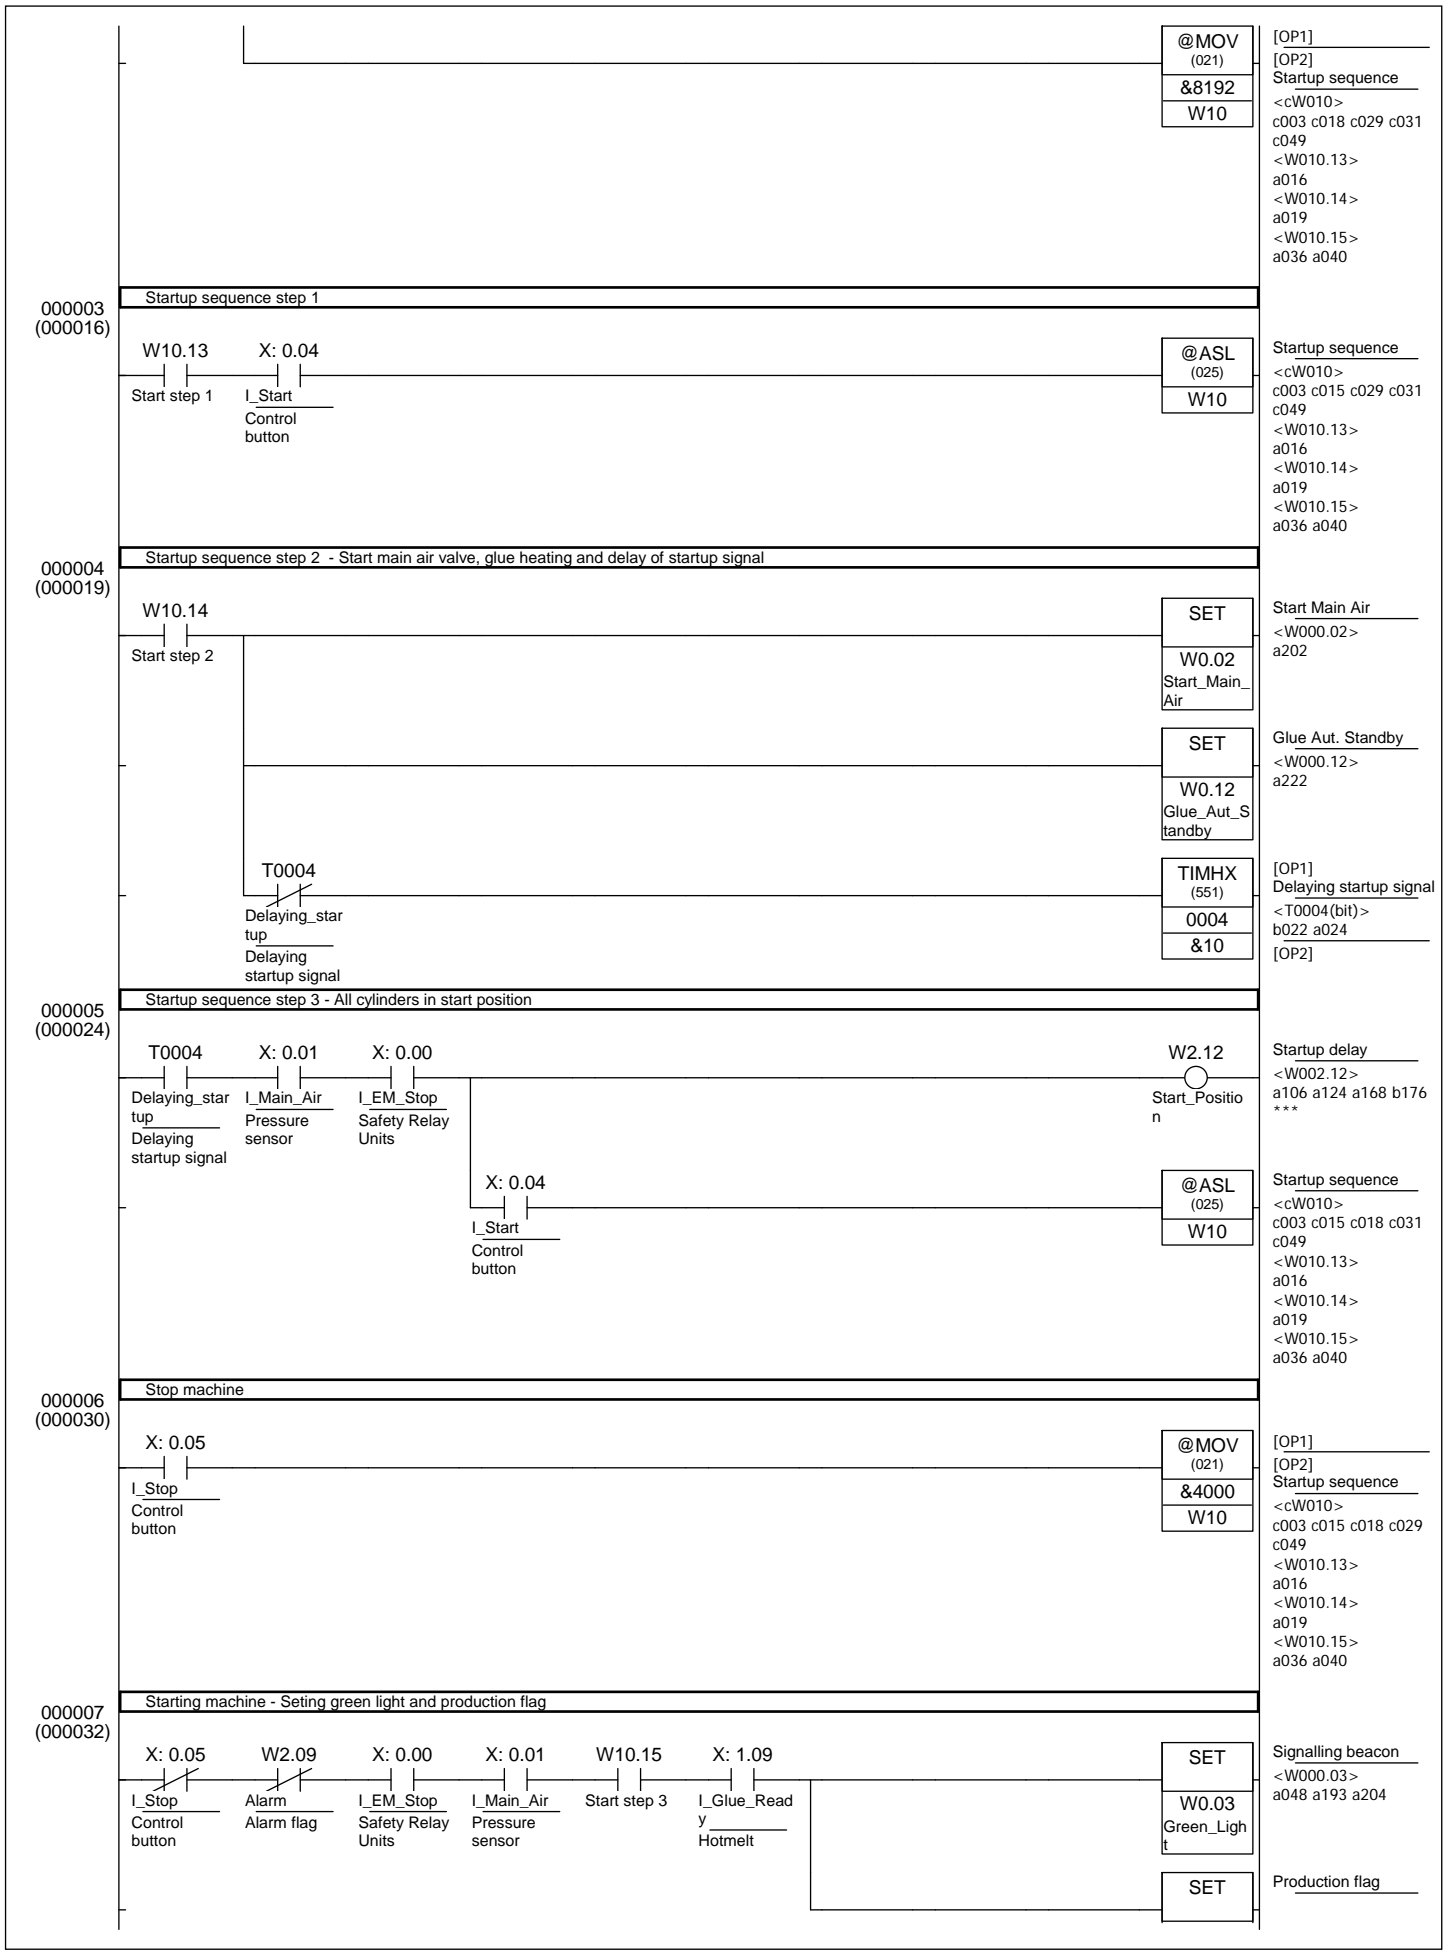 @MOV
(021)
&8192
W10
[OP1]
[OP2]
Startup sequence
<cW010>
c003 c018 c029 c031
c049
<W010.13>
a016
<W010.14>
a019
<W010.15>
a036 a040
000003
(000016)
Startup sequence step 1
W10.13
Start step 1
X: 0.04
I_Start
Control
button
@ASL
(025)
W10
Startup sequence
<cW010>
c003 c015 c029 c031
c049
<W010.13>
a016
<W010.14>
a019
<W010.15>
a036 a040
000004
(000019)
Startup sequence step 2  - Start main air valve, glue heating and delay of startup signal
W10.14
Start step 2
SET
W0.02
Start_Main_
Air
Start Main Air
<W000.02>
a202
SET
W0.12
Glue_Aut_S
tandby
Glue Aut. Standby
<W000.12>
a222
T0004
Delaying_star
tup
Delaying
startup signal
TIMHX
(551)
0004
&10
[OP1]
Delaying startup signal
<T0004(bit)>
b022 a024
[OP2]
000005
(000024)
Startup sequence step 3 - All cylinders in start position
T0004
Delaying_star
tup
Delaying
startup signal
X: 0.01
I_Main_Air
Pressure
sensor
X: 0.00
I_EM_Stop
Safety Relay
Units
W2.12
Start_Positio
n
Startup delay
<W002.12>
a106 a124 a168 b176
***
X: 0.04
I_Start
Control
button
@ASL
(025)
W10
Startup sequence
<cW010>
c003 c015 c018 c031
c049
<W010.13>
a016
<W010.14>
a019
<W010.15>
a036 a040
000006
(000030)
Stop machine
X: 0.05
I_Stop
Control
button
@MOV
(021)
&4000
W10
[OP1]
[OP2]
Startup sequence
<cW010>
c003 c015 c018 c029
c049
<W010.13>
a016
<W010.14>
a019
<W010.15>
a036 a040
000007
(000032)
Starting machine - Seting green light and production flag
X: 0.05
I_Stop
Control
button
W2.09
Alarm
Alarm flag
X: 0.00
I_EM_Stop
Safety Relay
Units
X: 0.01
I_Main_Air
Pressure
sensor
W10.15
Start step 3
X: 1.09
I_Glue_Read
y
Hotmelt
SET
W0.03
Green_Ligh
t
Signalling beacon
<W000.03>
a048 a193 a204
SET
Production flag